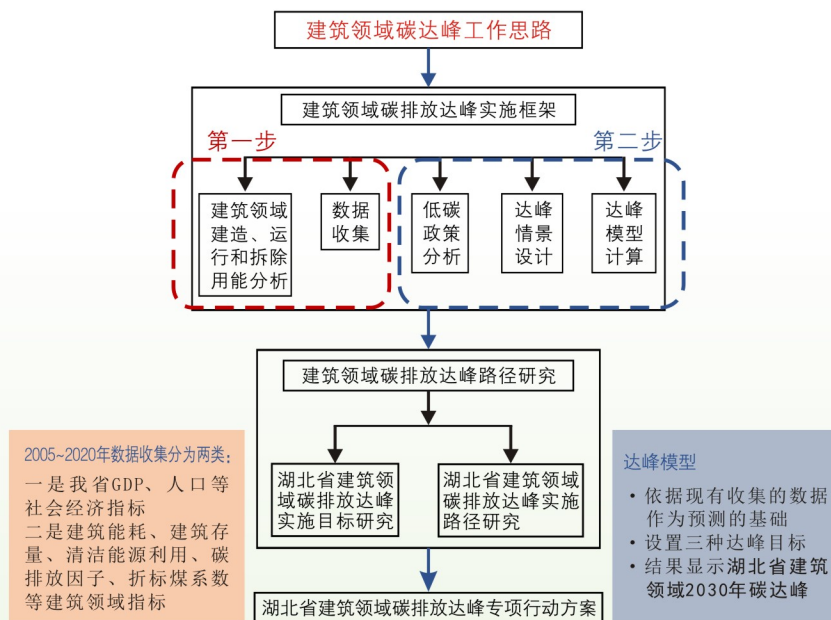 建筑领域碳达峰工作思路
建筑领域碳排放达峰实施框架
第一步
第二步
建筑领域
建造、运
行和拆除
用能分析
数据
收集
低碳
政策
分析
达峰
情景
设计
达峰
模型
计算
建筑领域碳排放达峰路径研究
湖北省建筑领
域碳排放达峰
实施目标研究
湖北省建筑领域
碳排放达峰实施
路径研究
湖北省建筑领域碳排放达峰专项行动方案
2005~2020年数据收集分为两类：
一是我省GDP、人口等
社会经济指标
二是建筑能耗、建筑存
量、清洁能源利用、碳
排放因子、折标煤系数
等建筑领域指标
达峰模型
• 依据现有收集的数据
作为预测的基础
• 设置三种达峰目标
• 结果显示湖北省建筑
领域2030年碳达峰